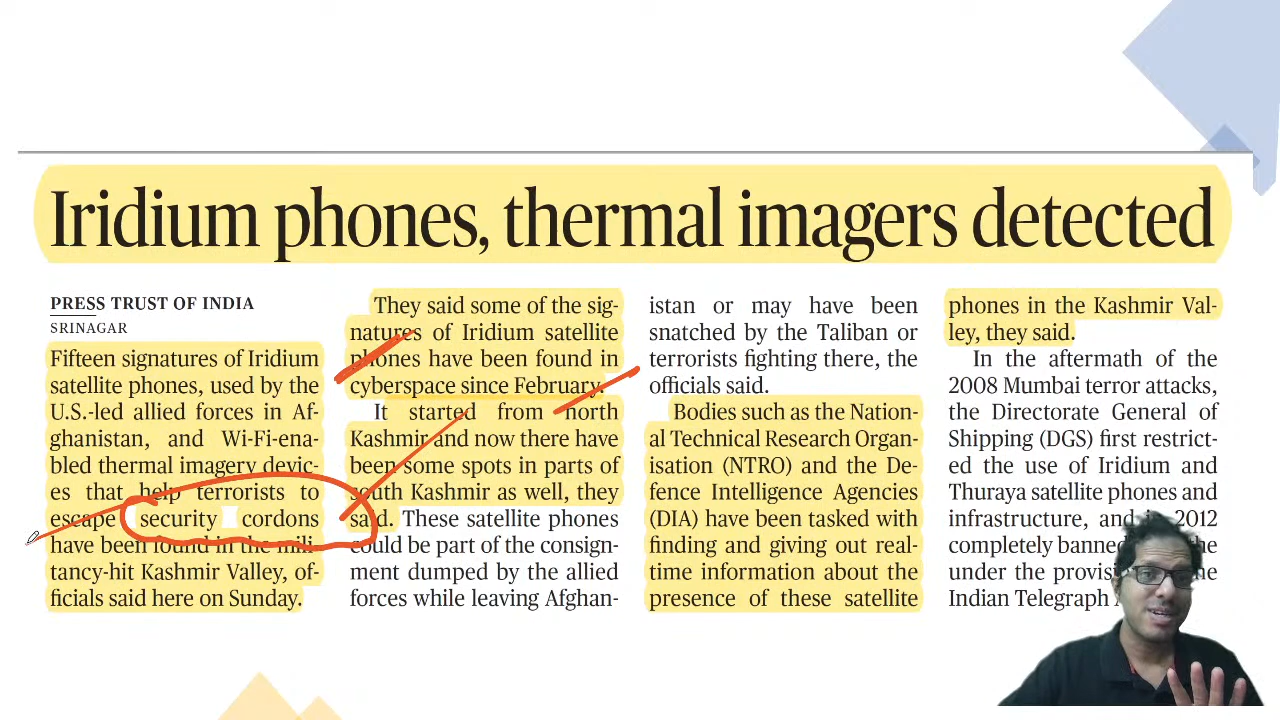 Iridium phones, thermal imagers detected
PRESS TRUST OF INDIA
SRINAGAR
Fifteen signatures of Iridium
satellite phones, used by the
U.S.-led allied forces in Af-
ghanistan, and Wi-Fi-ena-
bled thermal imagery devic-
es that help terrorists to
escape security cordons
have been found in the mili-
tancy-hit Kashmir Valley, of-
ficials said here on Sunday.
They said some of the sig-
natures of Iridium satellite
phones have been found in
cyberspace since February.
It started from north
Kashmir and now there have
been some spots in parts of
south Kashmir as well, they
said. These satellite phones
could be part of the consign-
ment dumped by the allied
forces while leaving Afghan-
istan or may have been
snatched by the Taliban or
terrorists fighting there, the
officials said.
Bodies such as the Nation-
al Technical Research Organ-
isation (NTRO) and the De-
fence Intelligence Agencies
(DIA) have been tasked with
finding and giving out real-
time information about the
presence of these satellite
phones in the Kashmir Val-
ley, they said.
In the aftermath of the
2008 Mumbai terror attacks,
the Directorate General of
Shipping (DGS) first restrict-
ed the use of Iridium and
Thuraya satellite phones and
infrastructure, and in 2012
completely banned the
under the
Indian Telegraph